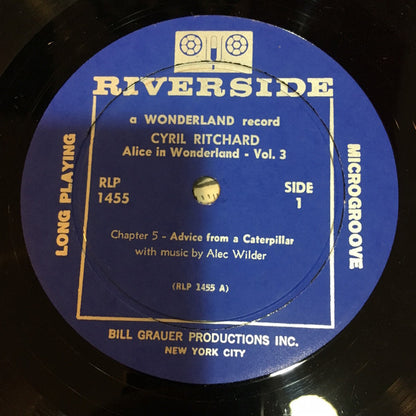 RIVERSIDE
a WONDERLAND record
CYRIL RITCHARD
Alice in Wonderland - Vol. 3
LONG PLAYING
MICROGROOVE
RLP
1455
SIDE
1
Chapter 5 - Advice from a Caterpillar
with music by Alec Wilder
(RLP 1455 A)
BILL GRAUER PRODUCTIONS INC.
NEW YORK CITY